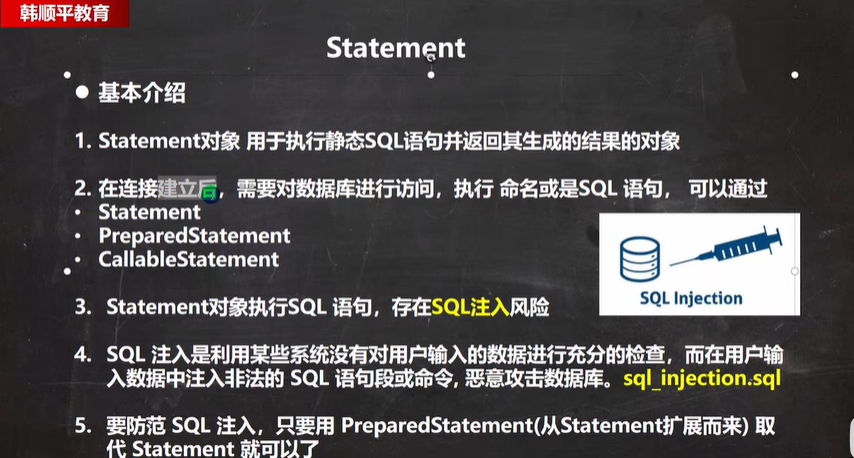 韩顺平教育
Statement
● 基本介绍
1. Statement对象 用于执行静态SQL语句并返回其生成的结果的对象
2. 在连接建立后，需要对数据库进行访问，执行 命名或是SQL 语句， 可以通过
• Statement
• PreparedStatement
• CallableStatement
SQL Injection
3. Statement对象执行SQL 语句，存在SQL注入风险
4. SQL 注入是利用某些系统没有对用户输入的数据进行充分的检查，而在用户输
入数据中注入非法的 SQL 语句段或命令, 恶意攻击数据库。sql_injection.sql
5. 要防范 SQL 注入，只要用 PreparedStatement(从Statement扩展而来) 取
代 Statement 就可以了